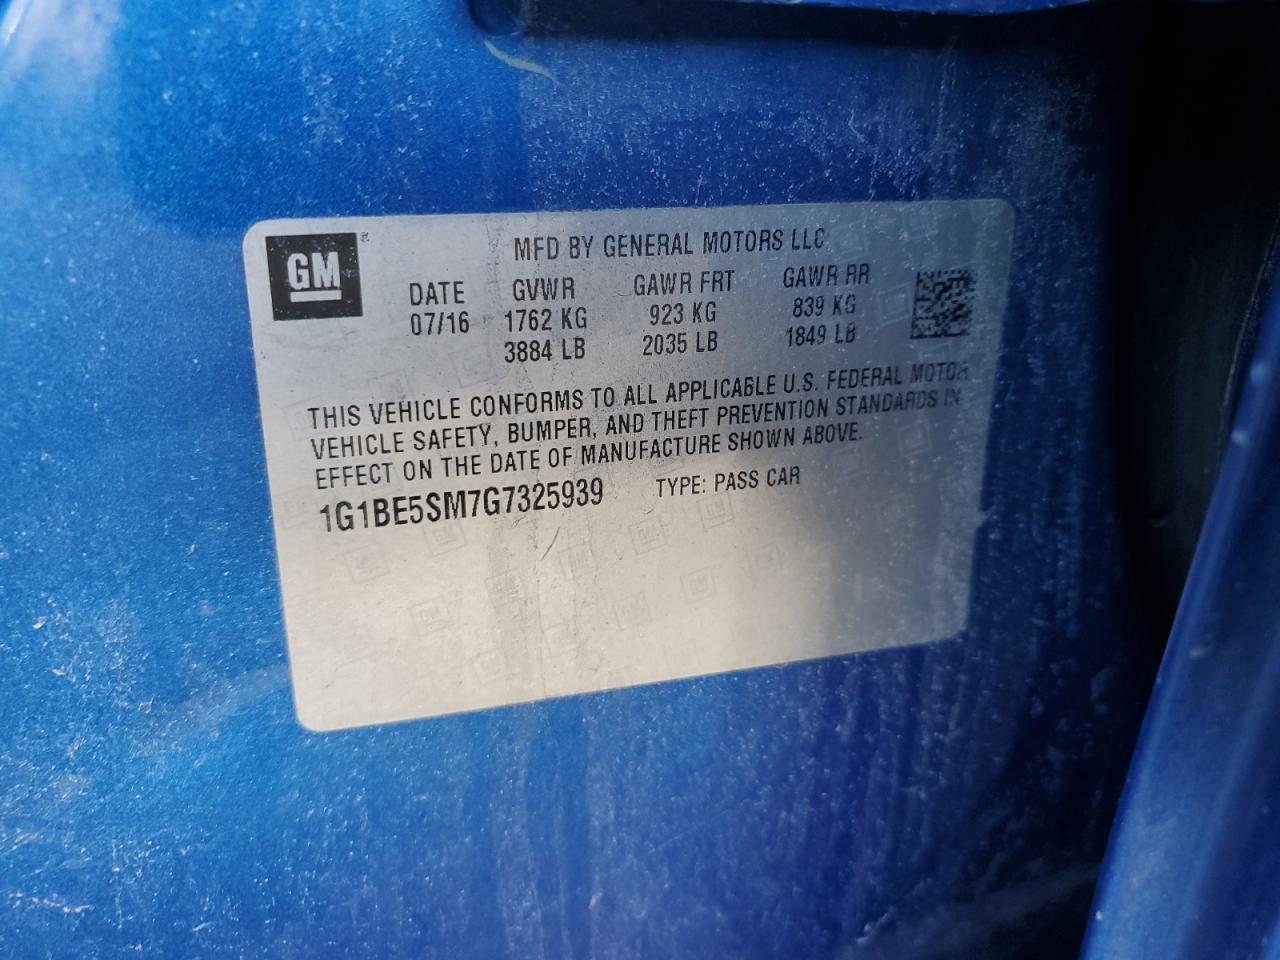 GM
MFD BY GENERAL MOTORS LLC
DATE GVWR GAWR FRT GAWR RR
07/16 1762 KG 923 KG 839 KG
3884 LB 2035 LB 1849 LB
THIS VEHICLE CONFORMS TO ALL APPLICABLE U.S. FEDERAL MOTOR
VEHICLE SAFETY, BUMPER, AND THEFT PREVENTION STANDARDS IN
EFFECT ON THE DATE OF MANUFACTURE SHOWN ABOVE.
1G1BE5SM7G7325939 TYPE: PASS CAR